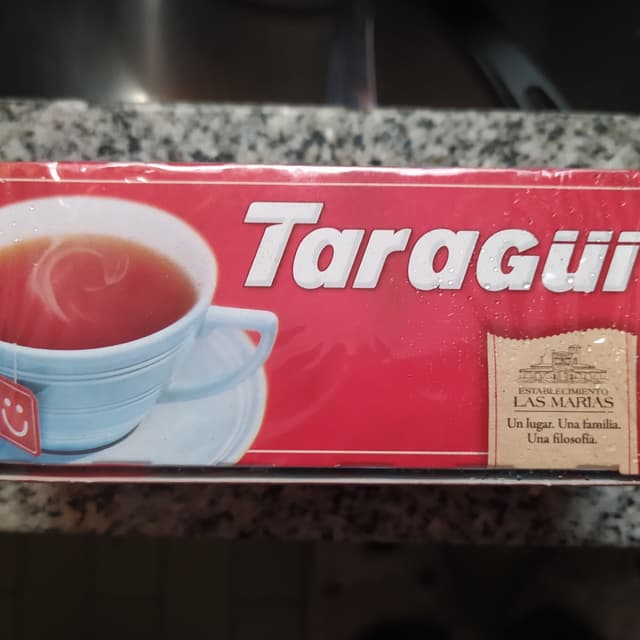 Taragüi
ESTABLECIMIENTO
LAS MARIAS
Un lugar. Una familia.
Una filosofía.